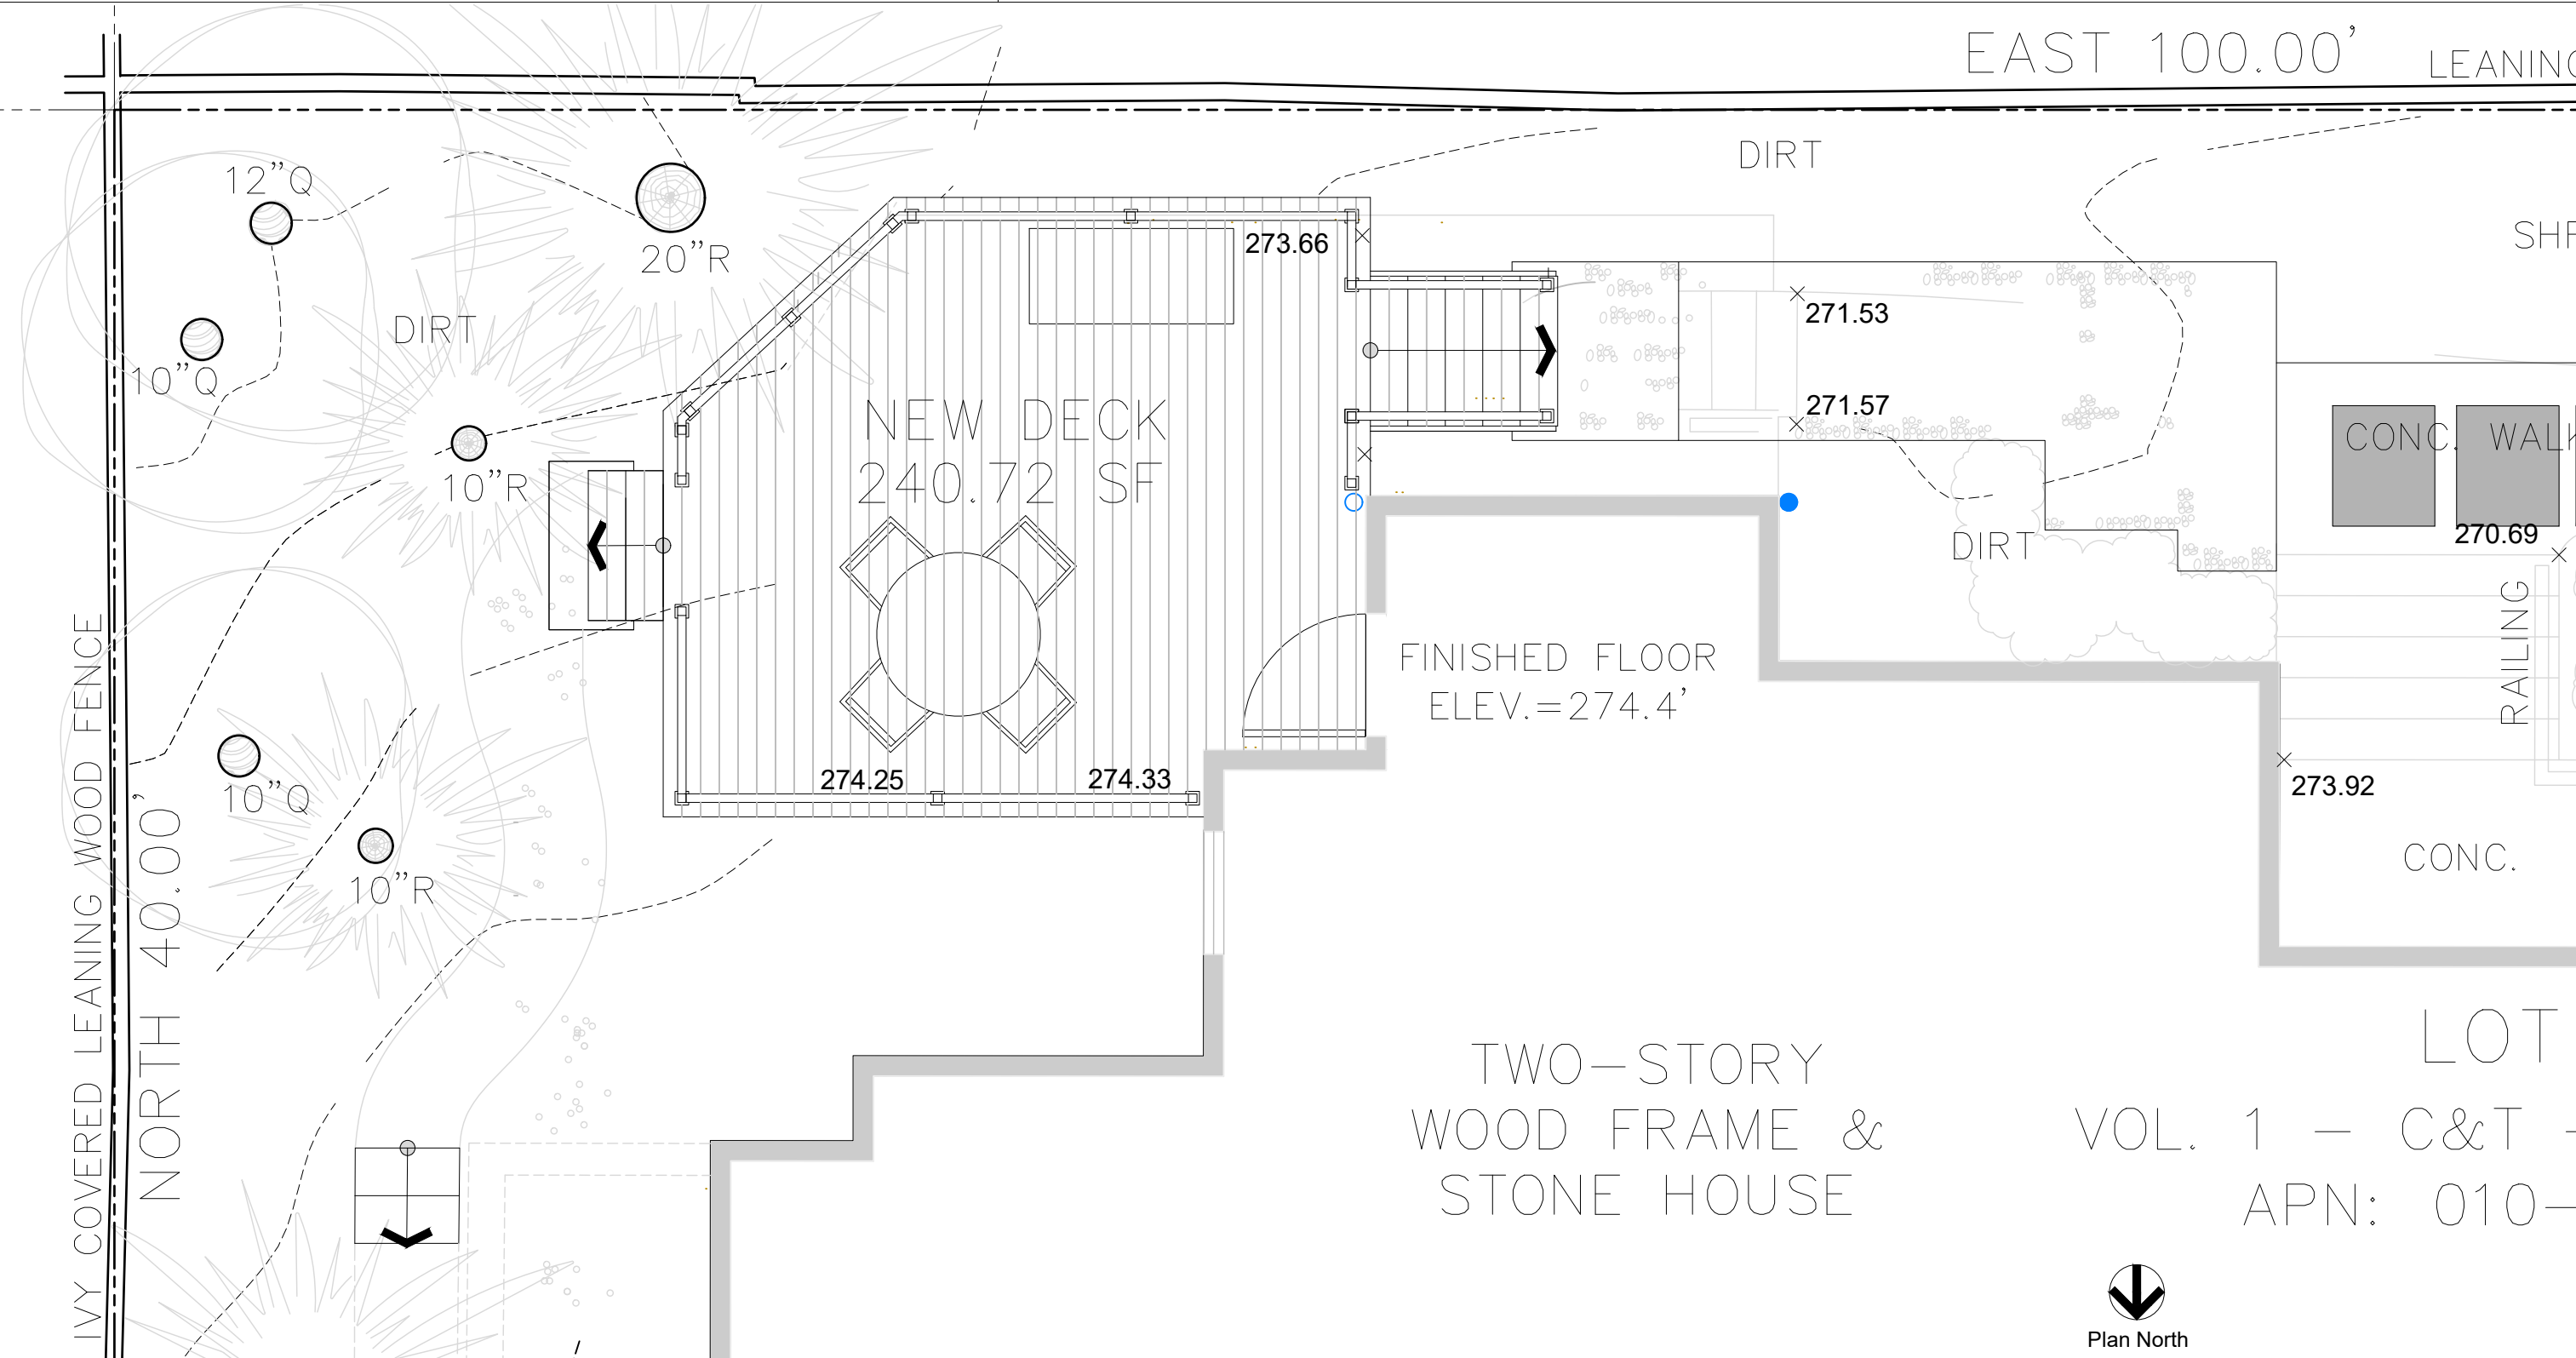 EAST 100.00'
LEANING
12"Q
DIRT
20"R
273.66
SHR
DIRT
271.53
10"Q
271.57
NEW DECK
240.72 SF
10"R
CONC. WALK
270.69
DIRT
FINISHED FLOOR
ELEV.=274.4'
RAILING
274.25
274.33
273.92
10"Q
10"R
CONC.
IVY COVERED LEANING WOOD FENCE
NORTH 40.00'
TWO-STORY
WOOD FRAME &
STONE HOUSE
LOT
VOL. 1 - C&T -
APN: 010-
Plan North